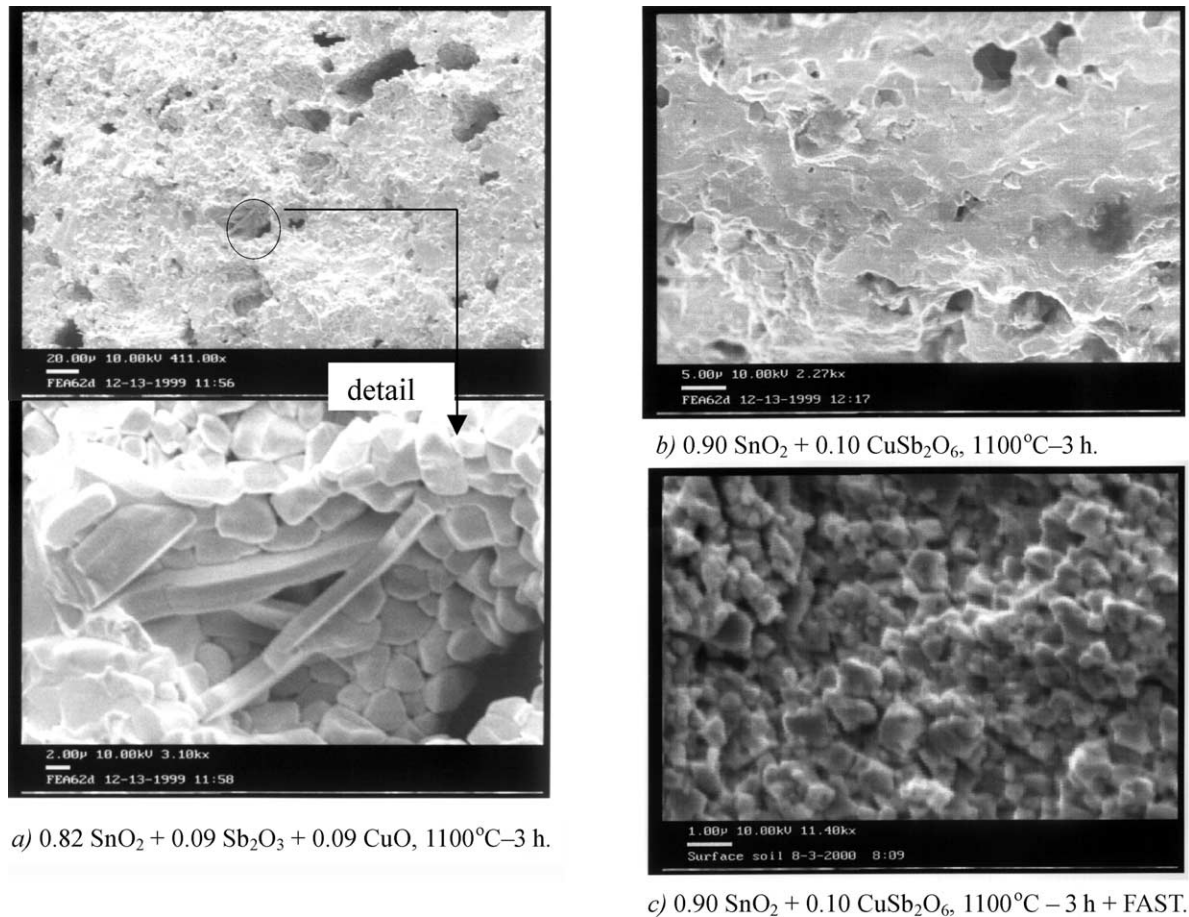 20.00µ 10.00kV 411.00x
FEA62d 12-13-1999 11:56
detail
2.00µ 10.00kV 3.10kx
FEA62d 12-13-1999 11:58
a) 0.82 SnO₂ + 0.09 Sb₂O₃ + 0.09 CuO, 1100°C–3 h.
5.00µ 10.00kV 2.27kx
FEA62d 12-13-1999 12:17
b) 0.90 SnO₂ + 0.10 CuSb₂O₆, 1100°C–3 h.
1.00µ 10.00kV 11.40kx
Surface soil 8-3-2000 8:09
c) 0.90 SnO₂ + 0.10 CuSb₂O₆, 1100°C – 3 h + FAST.